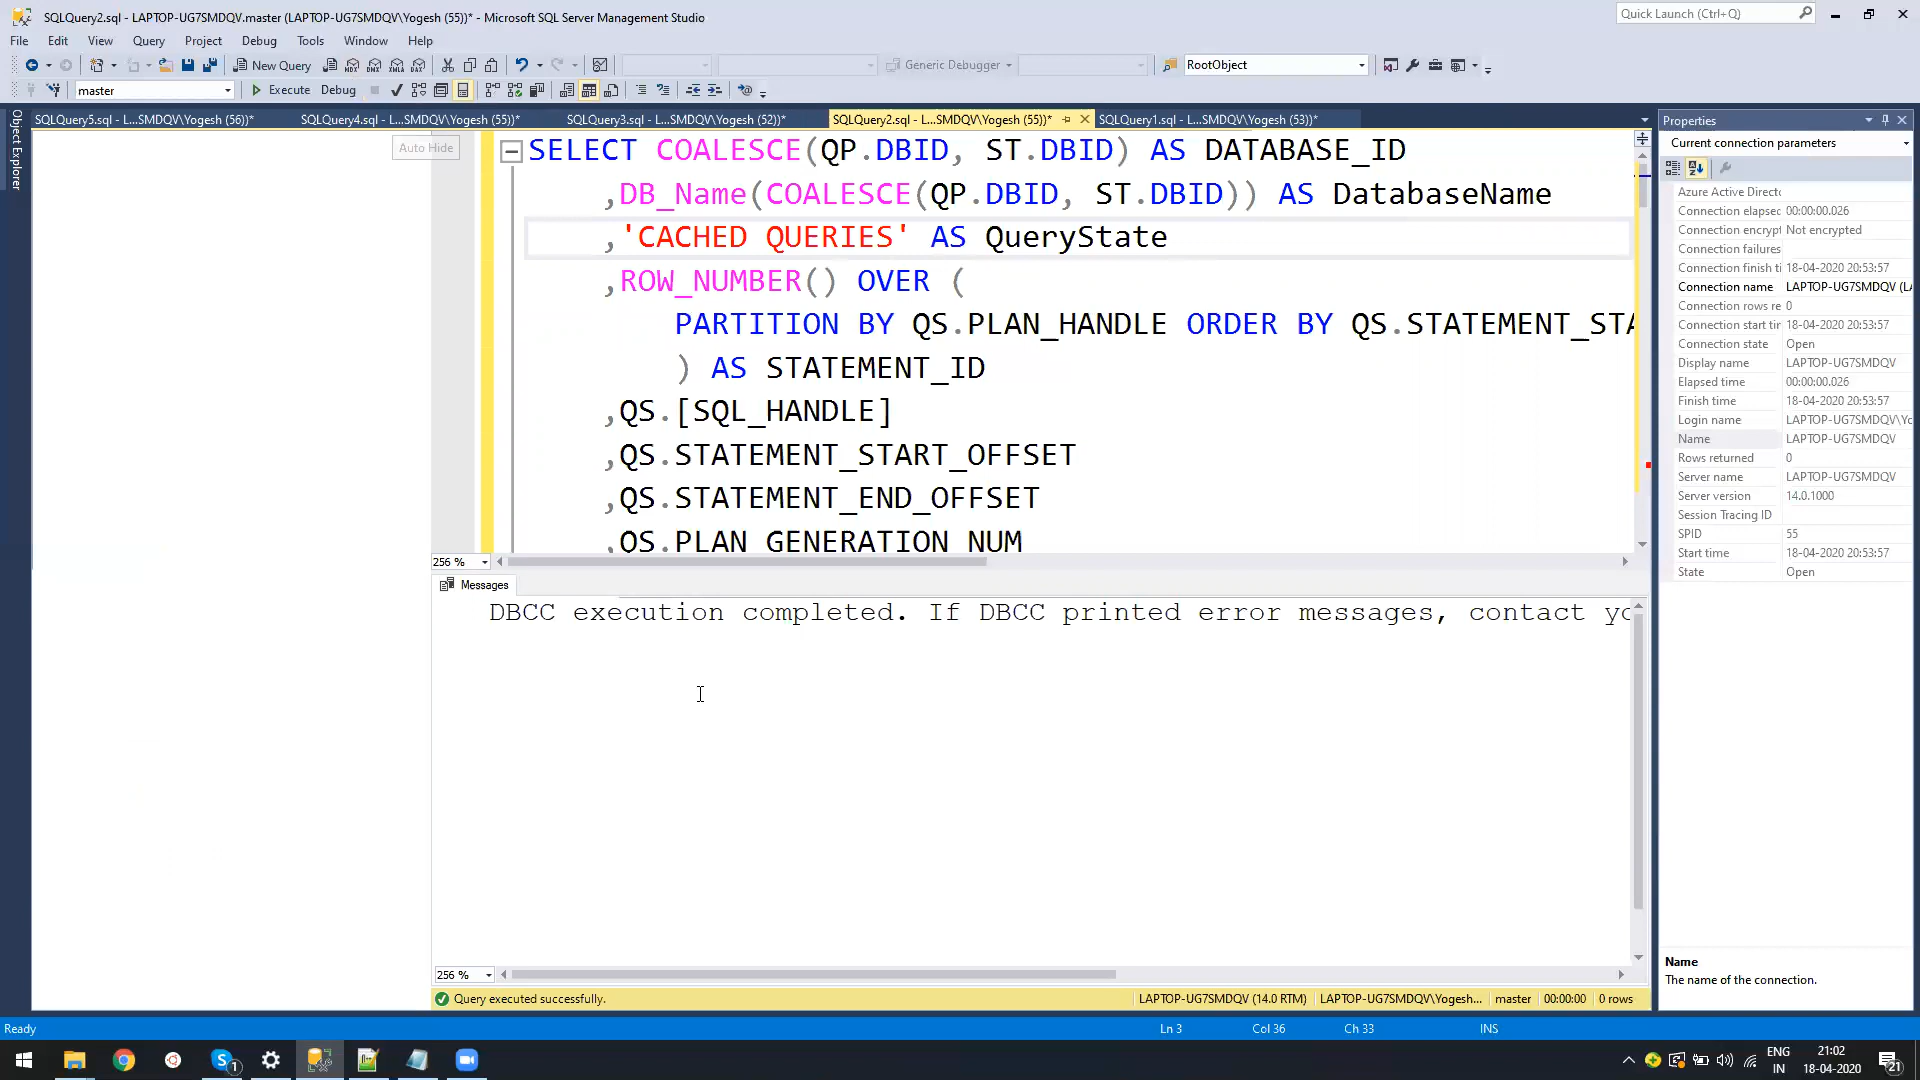 SQLQuery2.sql - LAPTOP-UG7SMDQV.master (LAPTOP-UG7SMDQV\Yogesh (55))* - Microsoft SQL Server Management Studio
Quick Launch (Ctrl+Q)
File Edit View Query Project Debug Tools Window Help
New Query
Generic Debugger
RootObject
master
Execute Debug
Object Explorer
SQLQuery5.sql - L...SMDQV\Yogesh (56))*
SQLQuery4.sql - L...SMDQV\Yogesh (55))*
SQLQuery3.sql - L...SMDQV\Yogesh (52))*
SQLQuery2.sql - L...SMDQV\Yogesh (55))*
SQLQuery1.sql - L...SMDQV\Yogesh (53))*
Auto Hide
SELECT COALESCE(QP.DBID, ST.DBID) AS DATABASE_ID
,DB_Name(COALESCE(QP.DBID, ST.DBID)) AS DatabaseName
,'CACHED QUERIES' AS QueryState
,ROW_NUMBER() OVER (
PARTITION BY QS.PLAN_HANDLE ORDER BY QS.STATEMENT_STA
) AS STATEMENT_ID
,QS.[SQL_HANDLE]
,QS.STATEMENT_START_OFFSET
,QS.STATEMENT_END_OFFSET
,QS.PLAN_GENERATION_NUM
256 %
Messages
DBCC execution completed. If DBCC printed error messages, contact yo
256 %
Query executed successfully.
LAPTOP-UG7SMDQV (14.0 RTM) LAPTOP-UG7SMDQV\Yogesh... master 00:00:00 0 rows
Properties
Current connection parameters
Azure Active Directo
Connection elapsec 00:00:00.026
Connection encrypt Not encrypted
Connection failures
Connection finish ti 18-04-2020 20:53:57
Connection name LAPTOP-UG7SMDQV (LA
Connection rows re 0
Connection start tin 18-04-2020 20:53:57
Connection state Open
Display name LAPTOP-UG7SMDQV
Elapsed time 00:00:00.026
Finish time 18-04-2020 20:53:57
Login name LAPTOP-UG7SMDQV\Yo
Name LAPTOP-UG7SMDQV
Rows returned 0
Server name LAPTOP-UG7SMDQV
Server version 14.0.1000
Session Tracing ID
SPID 55
Start time 18-04-2020 20:53:57
State Open
Name
The name of the connection.
Ready
Ln 3 Col 36 Ch 33 INS
ENG
IN
21:02
18-04-2020
21